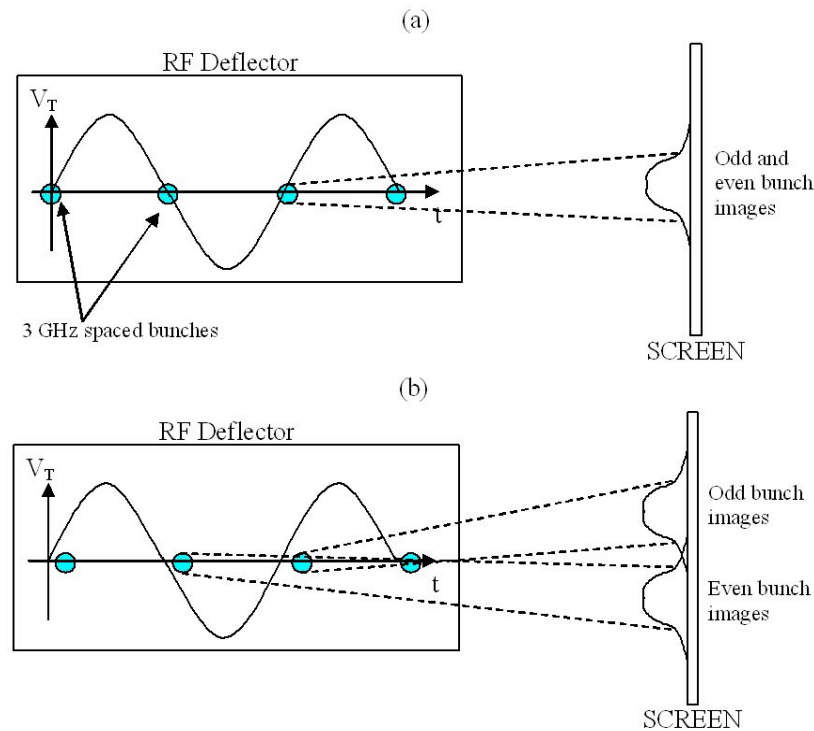 (a)
RF Deflector
V_T
t
3 GHz spaced bunches
Odd and
even bunch
images
SCREEN
(b)
RF Deflector
V_T
t
Odd bunch
images
Even bunch
images
SCREEN